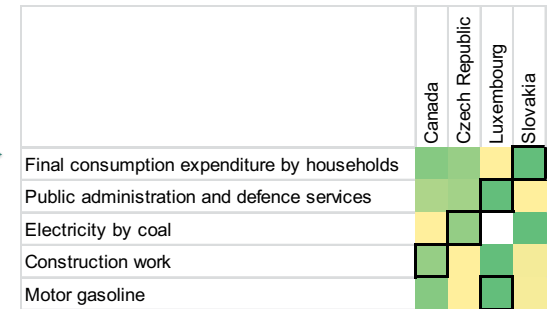 Canada
Czech Republic
Luxembourg
Slovakia
Final consumption expenditure by households
Public administration and defence services
Electricity by coal
Construction work
Motor gasoline